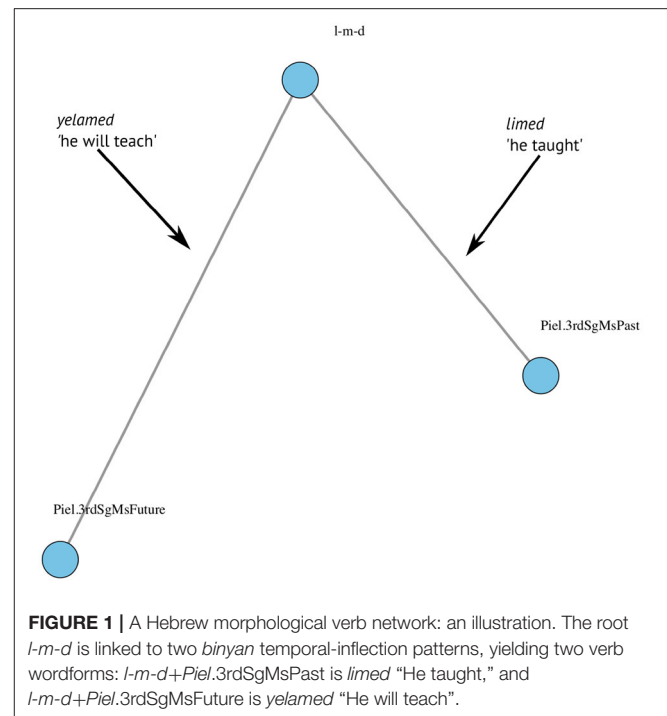 l-m-d
yelamed
'he will teach'
limed
'he taught'
Piel.3rdSgMsPast
Piel.3rdSgMsFuture
FIGURE 1 | A Hebrew morphological verb network: an illustration. The root
l-m-d is linked to two binyan temporal-inflection patterns, yielding two verb
wordforms: l-m-d+Piel.3rdSgMsPast is limed “He taught,” and
l-m-d+Piel.3rdSgMsFuture is yelamed “He will teach”.